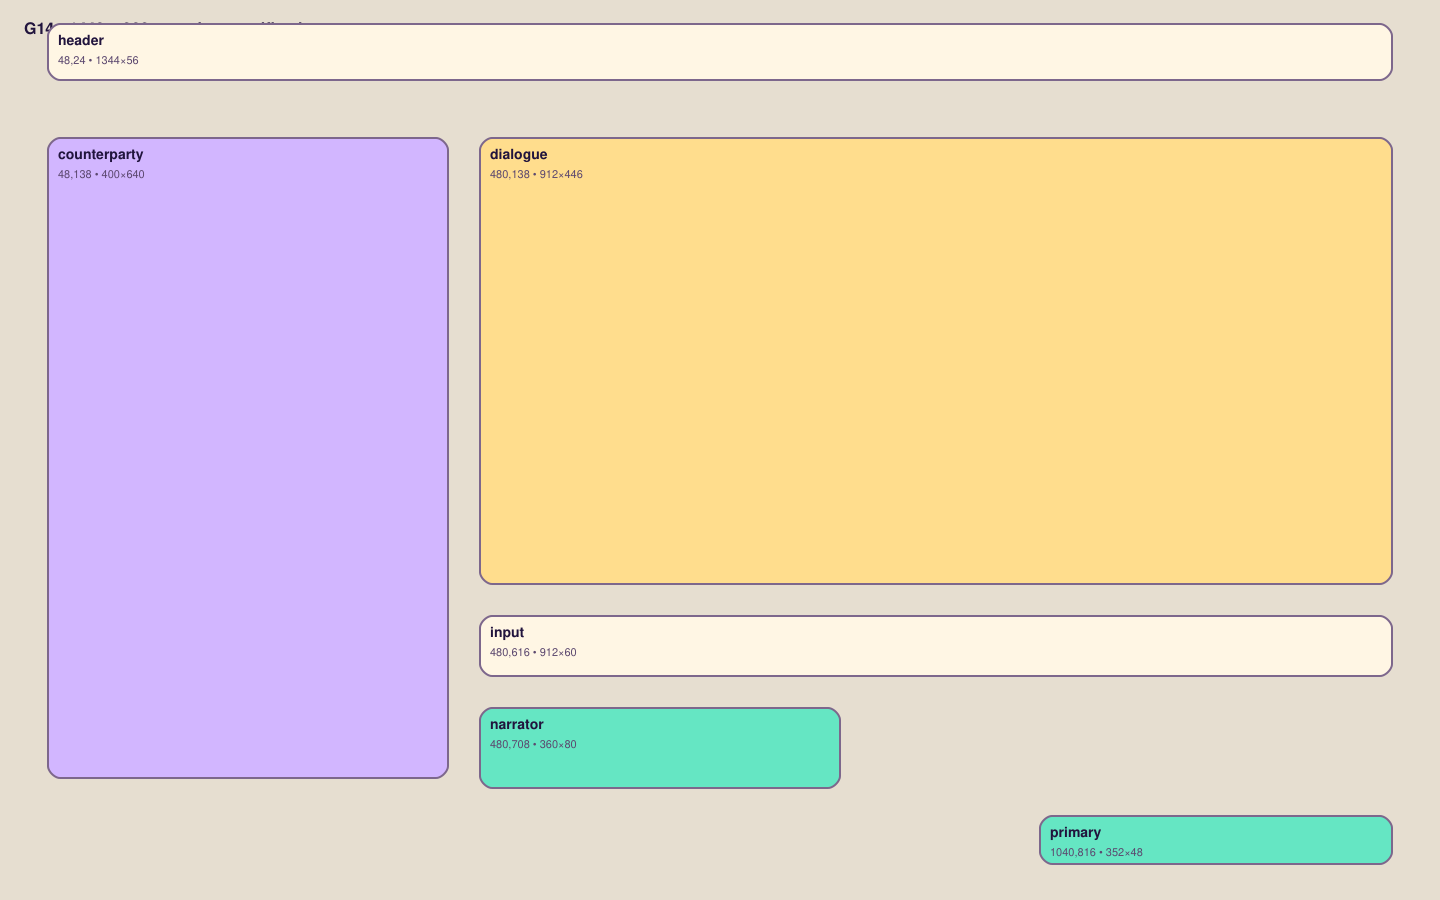 G14
header
48,24 • 1344×56
counterparty
48,138 • 400×640
dialogue
480,138 • 912×446
input
480,616 • 912×60
narrator
480,708 • 360×80
primary
1040,816 • 352×48